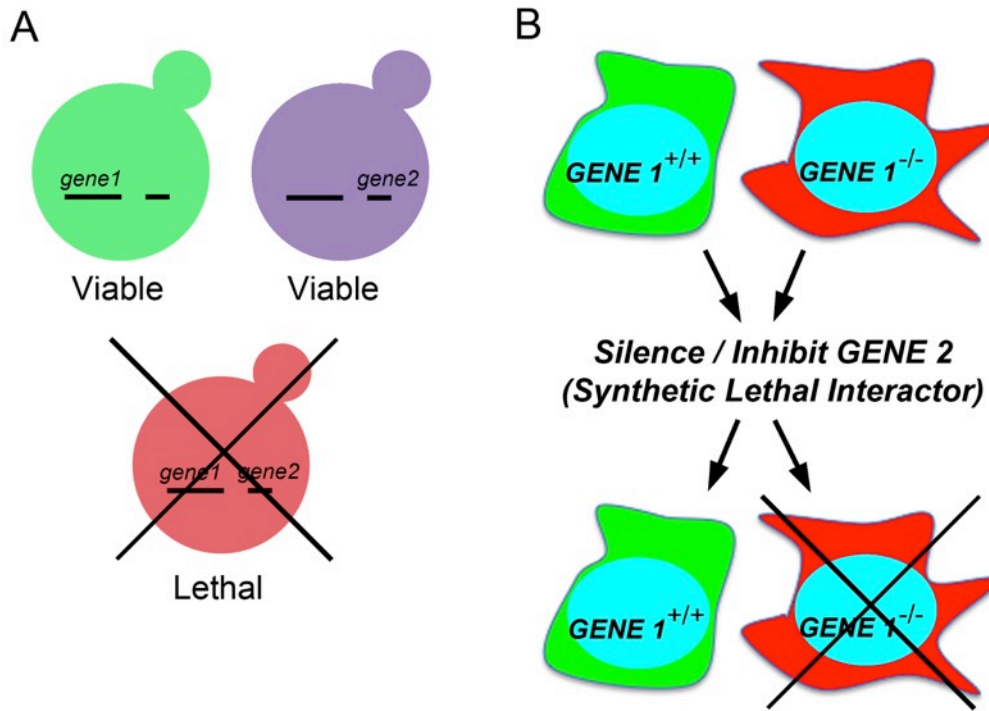 A
gene1
gene2
Viable
Viable
gene1 gene2
Lethal
B
GENE 1+/+
GENE 1-/-
Silence / Inhibit GENE 2
(Synthetic Lethal Interactor)
GENE 1+/+
GENE 1-/-